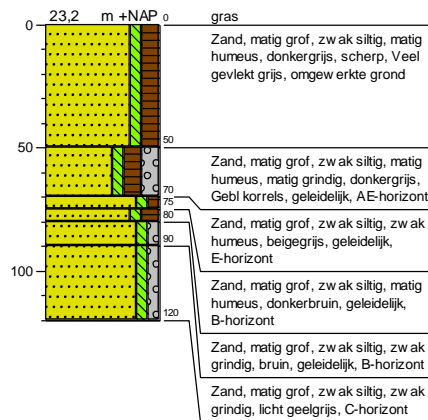 23,2 m +NAP 0 gras
0
Zand, matig grof, zwak siltig, matig
humeus, donkergrijs, scherp, Veel
gevlekt grijs, omgewerkte grond
50 50
Zand, matig grof, zwak siltig, matig
humeus, matig grindig, donkergrijs,
Gebl korrels, geleidelijk, AE-horizont
70
75
Zand, matig grof, zwak siltig, zwak
humeus, beigegrijs, geleidelijk,
E-horizont
80
90
100
Zand, matig grof, zwak siltig, matig
humeus, donkerbruin, geleidelijk,
B-horizont
120
Zand, matig grof, zwak siltig, zwak
grindig, bruin, geleidelijk, B-horizont
Zand, matig grof, zwak siltig, zwak
grindig, licht geelgrijs, C-horizont